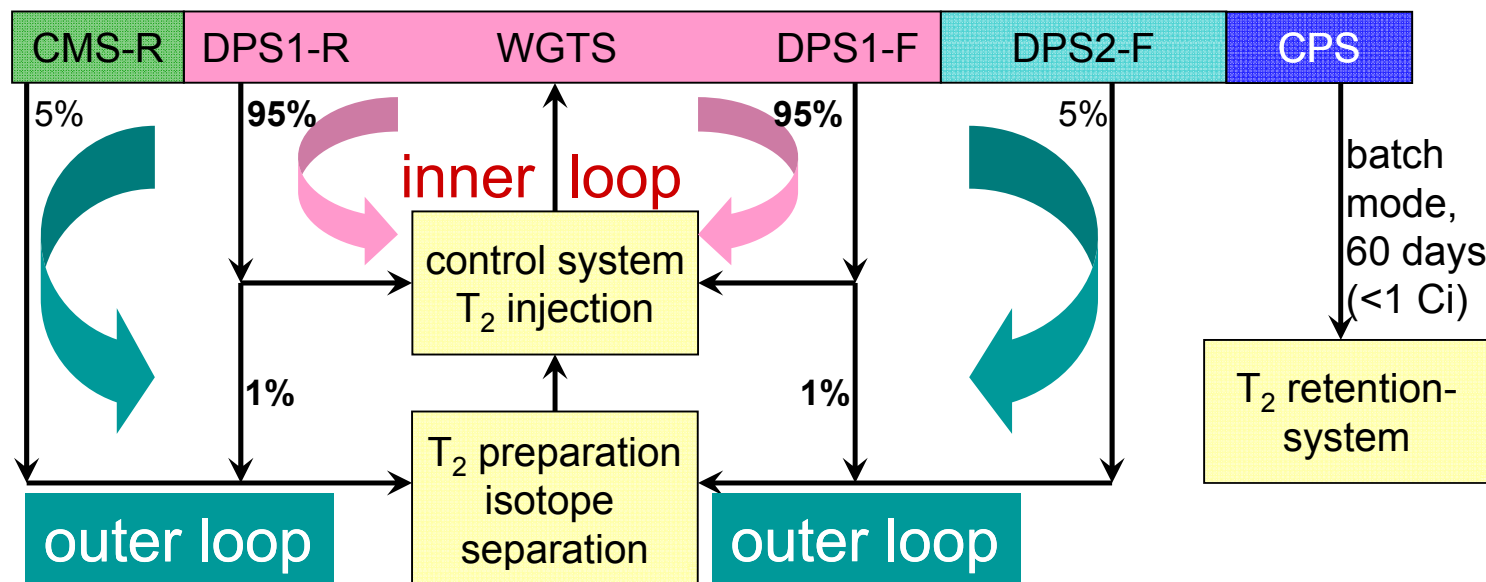 CMS-R DPS1-R WGTS DPS1-F DPS2-F CPS
5% 95% 95% 5%
inner loop
batch
mode,
60 days
(<1 Ci)
control system
T₂ injection
1% 1%
T₂ retention-
system
T₂ preparation
isotope
separation
outer loop outer loop